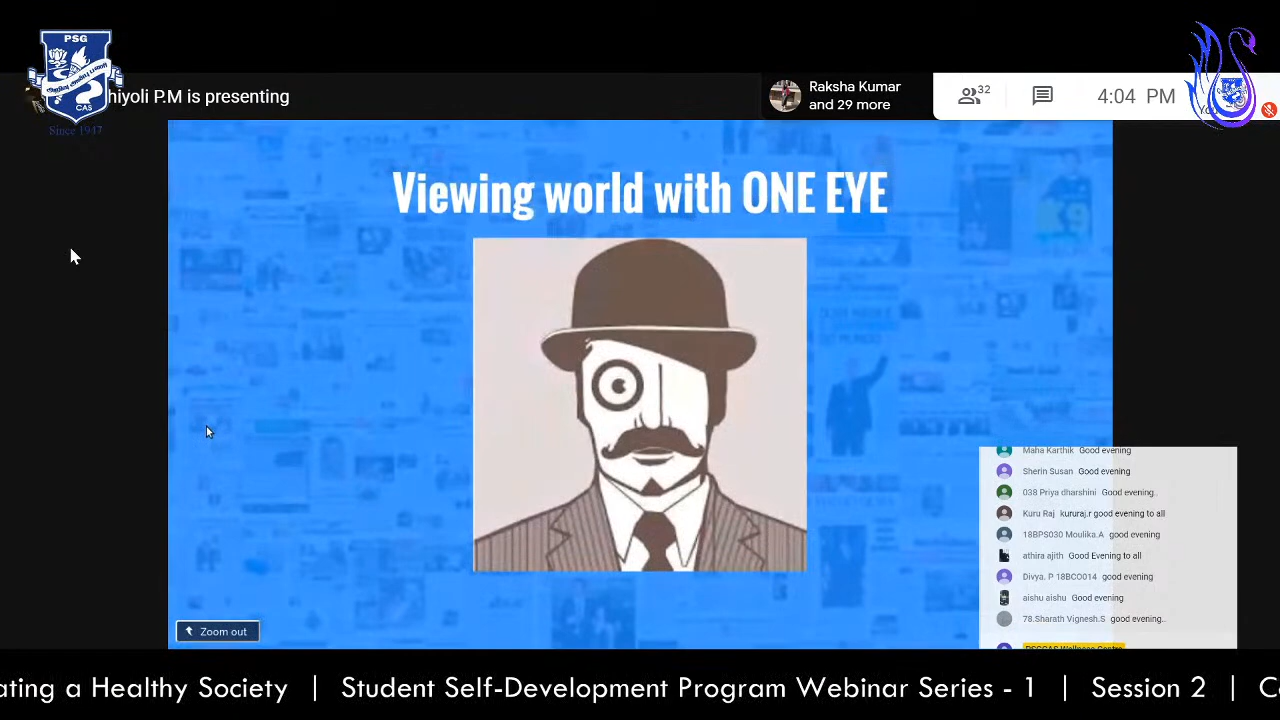 PSG
CAS
Since 1947
hiyoli P.M is presenting
Raksha Kumar
and 29 more
32
4:04 PM
Viewing world with ONE EYE
Maha Karthik Good evening
Sherin Susan Good evening
038 Priya dharshini Good evening..
Kuru Raj kururaj.r good evening to all
18BPS030 Moulika.A good evening
athira ajith Good Evening to all
Divya. P 18BCO014 good evening
aishu aishu Good evening
78.Sharath Vignesh.S good evening..
PSGCAS Wellness Centre
Zoom out
ating a Healthy Society | Student Self-Development Program Webinar Series - 1 | Session 2 | C